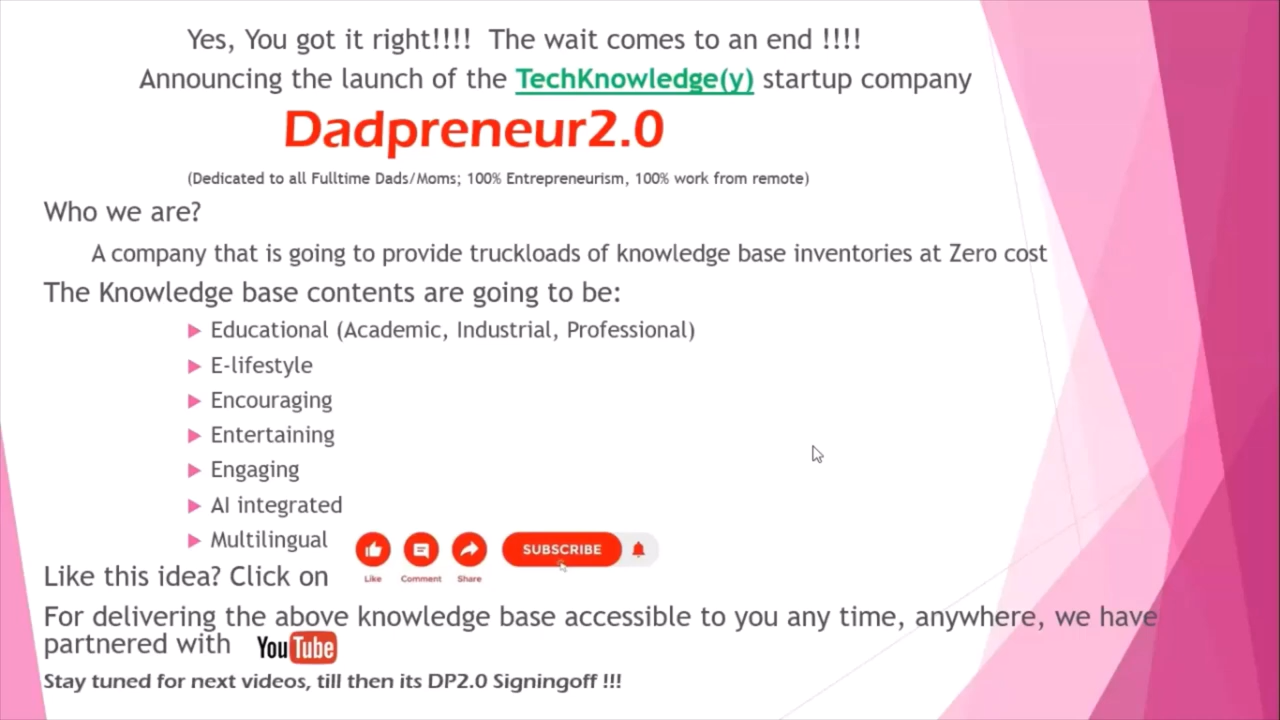 Yes, You got it right!!!! The wait comes to an end !!!!
Announcing the launch of the TechKnowledge(y) startup company
Dadpreneur2.0
(Dedicated to all Fulltime Dads/Moms; 100% Entrepreneurism, 100% work from remote)
Who we are?
A company that is going to provide truckloads of knowledge base inventories at Zero cost
The Knowledge base contents are going to be:
Educational (Academic, Industrial, Professional)
E-lifestyle
Encouraging
Entertaining
Engaging
AI integrated
Multilingual
SUBSCRIBE
Like Comment Share
Like this idea? Click on
For delivering the above knowledge base accessible to you any time, anywhere, we have
partnered with YouTube
Stay tuned for next videos, till then its DP2.0 Signingoff !!!